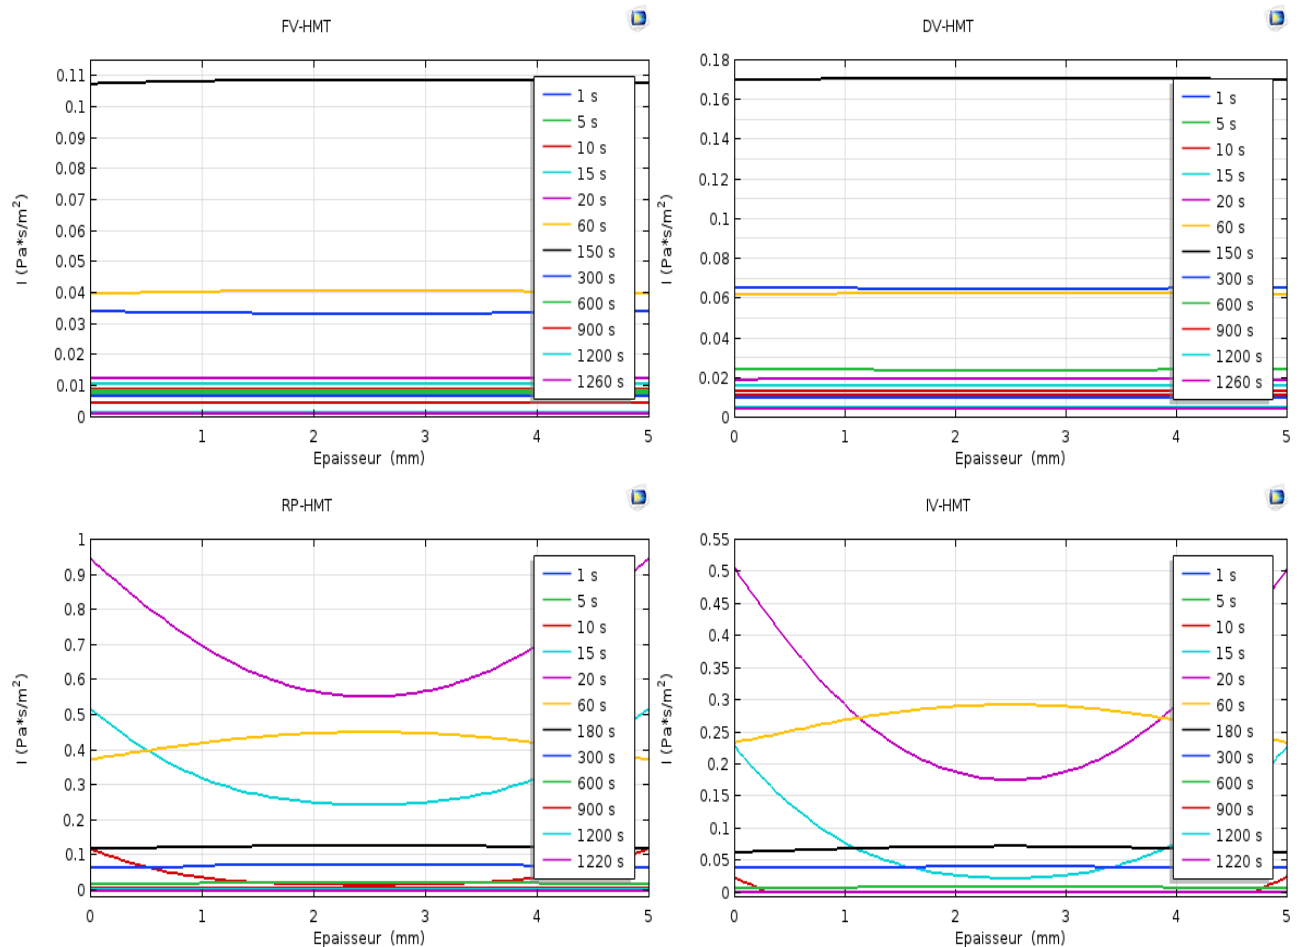 FV-HMT
I (Pa*s/m²)
0.11
0.1
0.09
0.08
0.07
0.06
0.05
0.04
0.03
0.02
0.01
0
1 s
5 s
10 s
15 s
20 s
60 s
150 s
300 s
600 s
900 s
1200 s
1260 s
1
2
3
4
5
Epaisseur (mm)
DV-HMT
I (Pa*s/m²)
0.18
0.16
0.14
0.12
0.1
0.08
0.06
0.04
0.02
0
1 s
5 s
10 s
15 s
20 s
60 s
150 s
300 s
600 s
900 s
1200 s
1260 s
0
1
2
3
4
5
Epaisseur (mm)
RP-HMT
I (Pa*s/m²)
1
0.9
0.8
0.7
0.6
0.5
0.4
0.3
0.2
0.1
0
1 s
5 s
10 s
15 s
20 s
60 s
180 s
300 s
600 s
900 s
1200 s
1220 s
0
1
2
3
4
5
Epaisseur (mm)
IV-HMT
I (Pa*s/m²)
0.55
0.5
0.45
0.4
0.35
0.3
0.25
0.2
0.15
0.1
0.05
0
1 s
5 s
10 s
15 s
20 s
60 s
180 s
300 s
600 s
900 s
1200 s
1220 s
0
1
2
3
4
5
Epaisseur (mm)